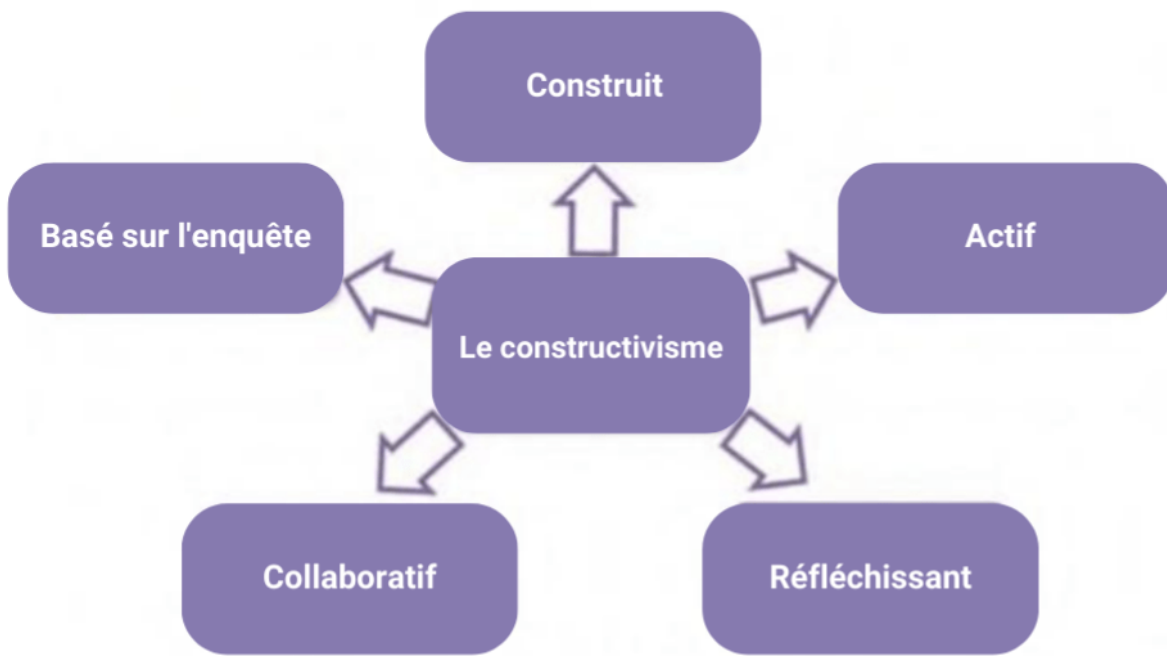 Construit
Basé sur l'enquête
Actif
Le constructivisme
Collaboratif
Réfléchissant